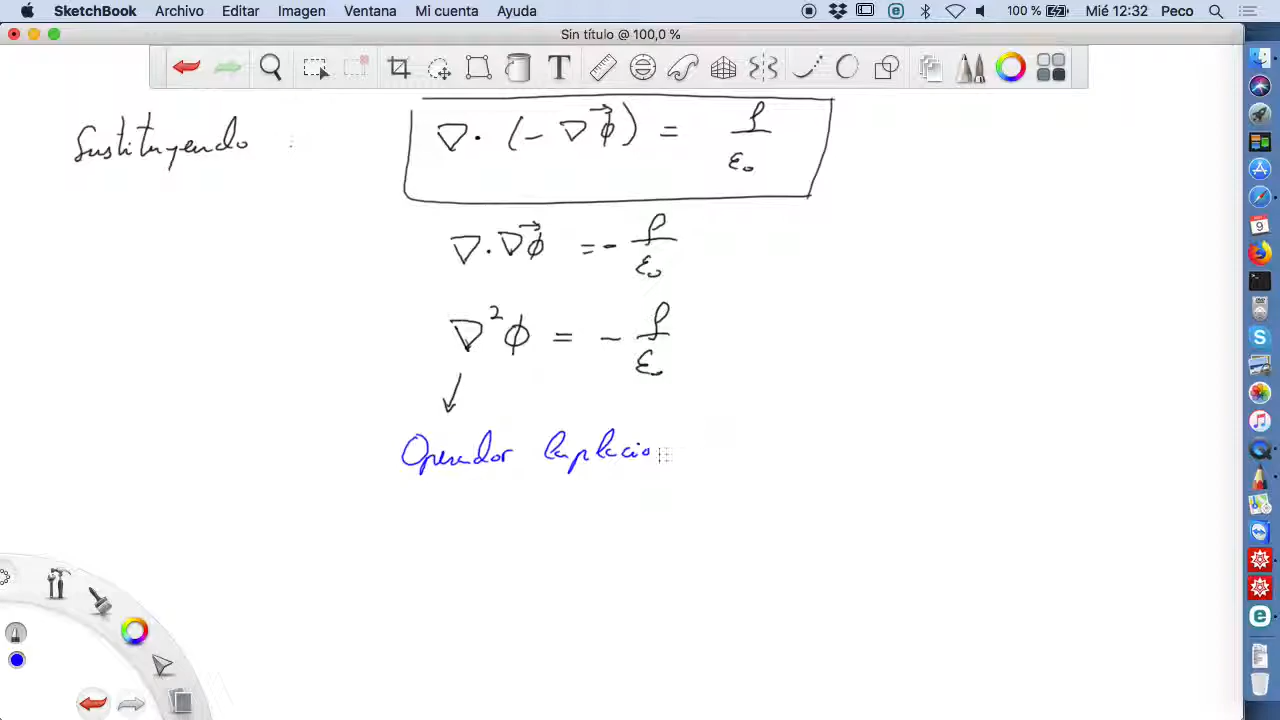 SketchBook Archivo Editar Imagen Ventana Mi cuenta Ayuda 100 % Mié 12:32 Peco
Sin título @ 100,0 %
Sustituyendo : ∇· (− ∇ϕ⃗) = ρ/ε₀
∇·∇ϕ⃗ = − ρ/ε₀
∇²ϕ = − ρ/ε₀
Operador laplacio